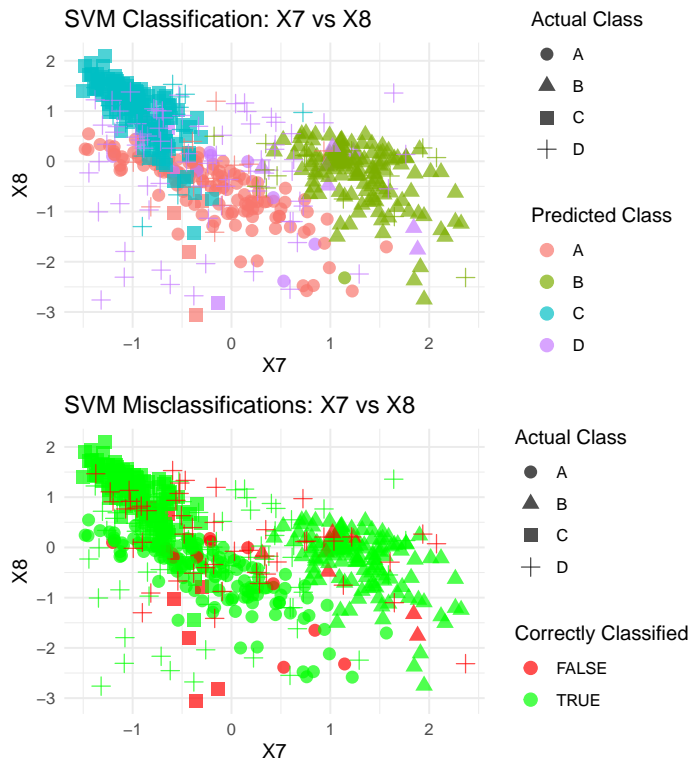 SVM Classification: X7 vs X8
2
1
0
−1
−2
−3
X8
−1
0
1
2
X7
Actual Class
A
B
C
D
Predicted Class
A
B
C
D
SVM Misclassifications: X7 vs X8
2
1
0
−1
−2
−3
X8
−1
0
1
2
X7
Actual Class
A
B
C
D
Correctly Classified
FALSE
TRUE